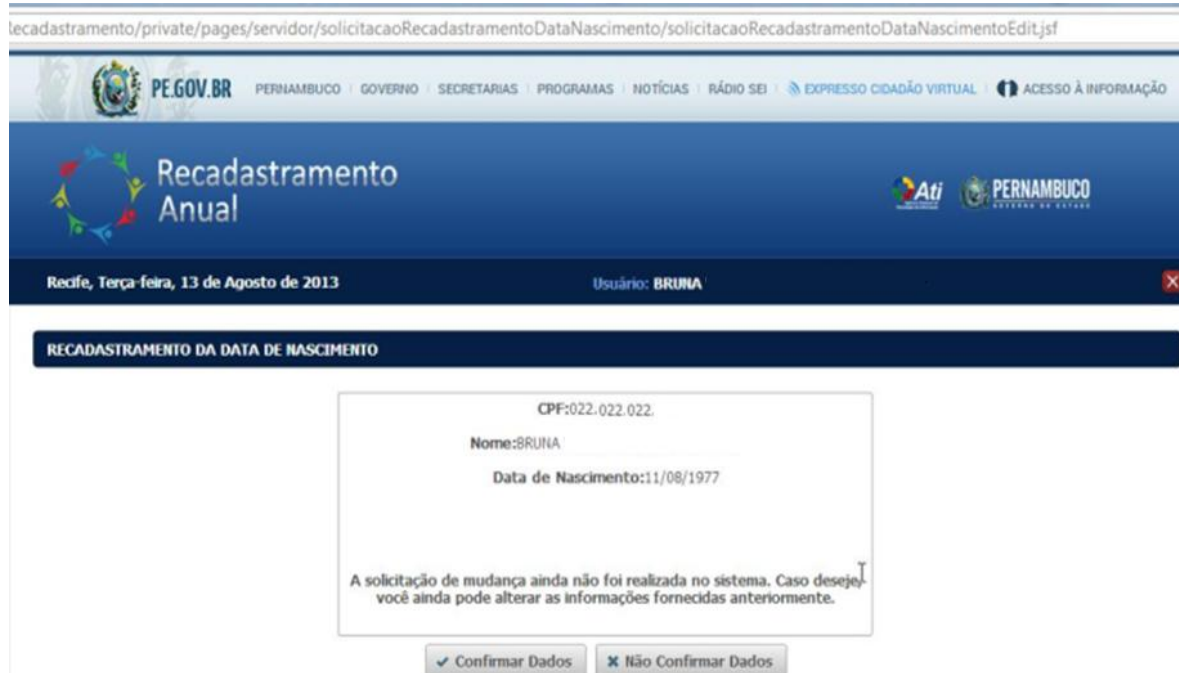 lecadastramento/private/pages/servidor/solicitacaoRecadastramentoDataNascimento/solicitacaoRecadastramentoDataNascimentoEdit.jsf
PE.GOV.BR PERNAMBUCO GOVERNO SECRETARIAS PROGRAMAS NOTÍCIAS RÁDIO SEI EXPRESSO CIDADÃO VIRTUAL ACESSO À INFORMAÇÃO
Recadastramento
Anual
Ati PERNAMBUCO
GOVERNO DO ESTADO
Recife, Terça-feira, 13 de Agosto de 2013 Usuário: BRUNA
RECADASTRAMENTO DA DATA DE NASCIMENTO
CPF:022.022.022.
Nome:BRUNA
Data de Nascimento:11/08/1977
A solicitação de mudança ainda não foi realizada no sistema. Caso deseje,
você ainda pode alterar as informações fornecidas anteriormente.
Confirmar Dados Não Confirmar Dados